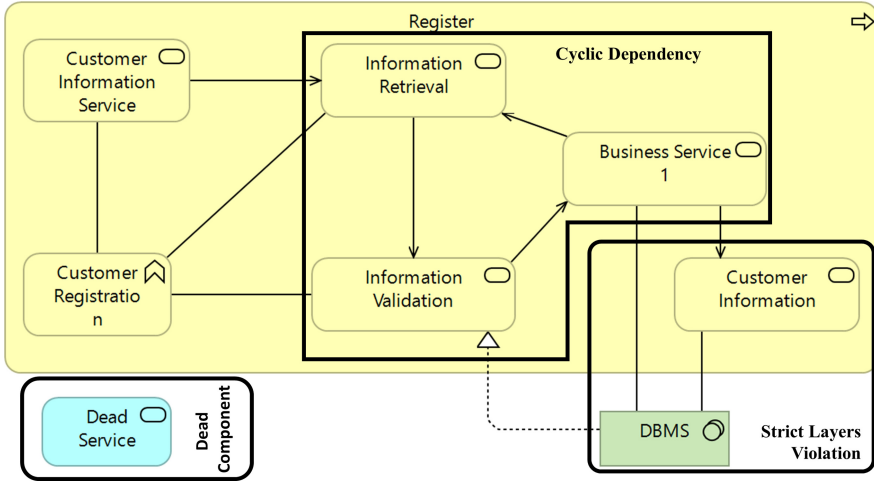 Register
Customer
Information
Service
Information
Retrieval
Cyclic Dependency
Business Service
1
Customer
Registratio
n
Information
Validation
Customer
Information
Dead
Service
Dead
Component
DBMS
Strict Layers
Violation